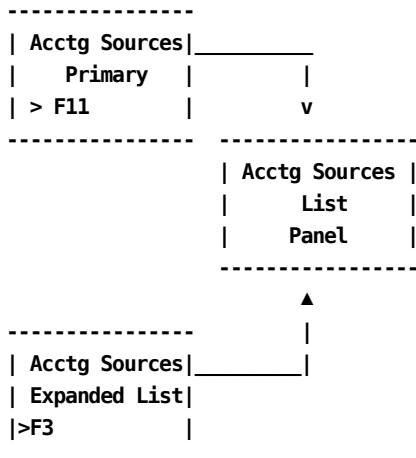 Acctg Sources
Primary
> F11
v
Acctg Sources
List
Panel
Acctg Sources
Expanded List
>F3